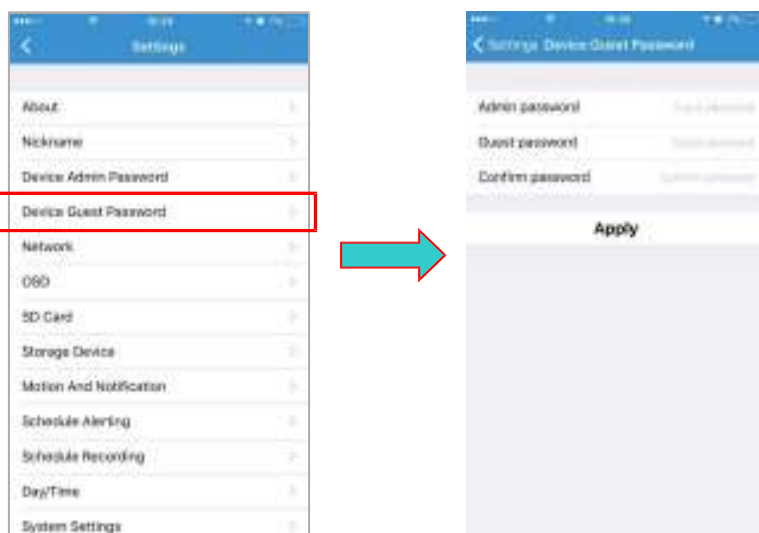 Settings
About
Nickname
Device Admin Password
Device Guest Password
Network
OSD
SD Card
Storage Device
Motion And Notification
Schedule Alerting
Schedule Recording
Day/Time
System Settings
Settings Device Guest Password
Admin password
Guest password
Confirm password
Apply